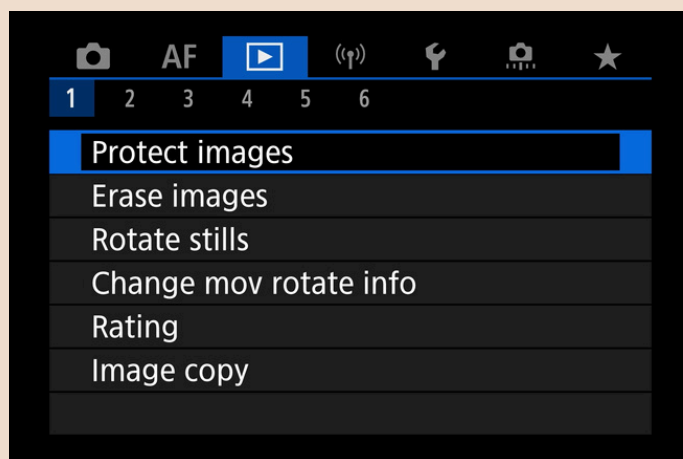 AF
1 2 3 4 5 6
Protect images
Erase images
Rotate stills
Change mov rotate info
Rating
Image copy